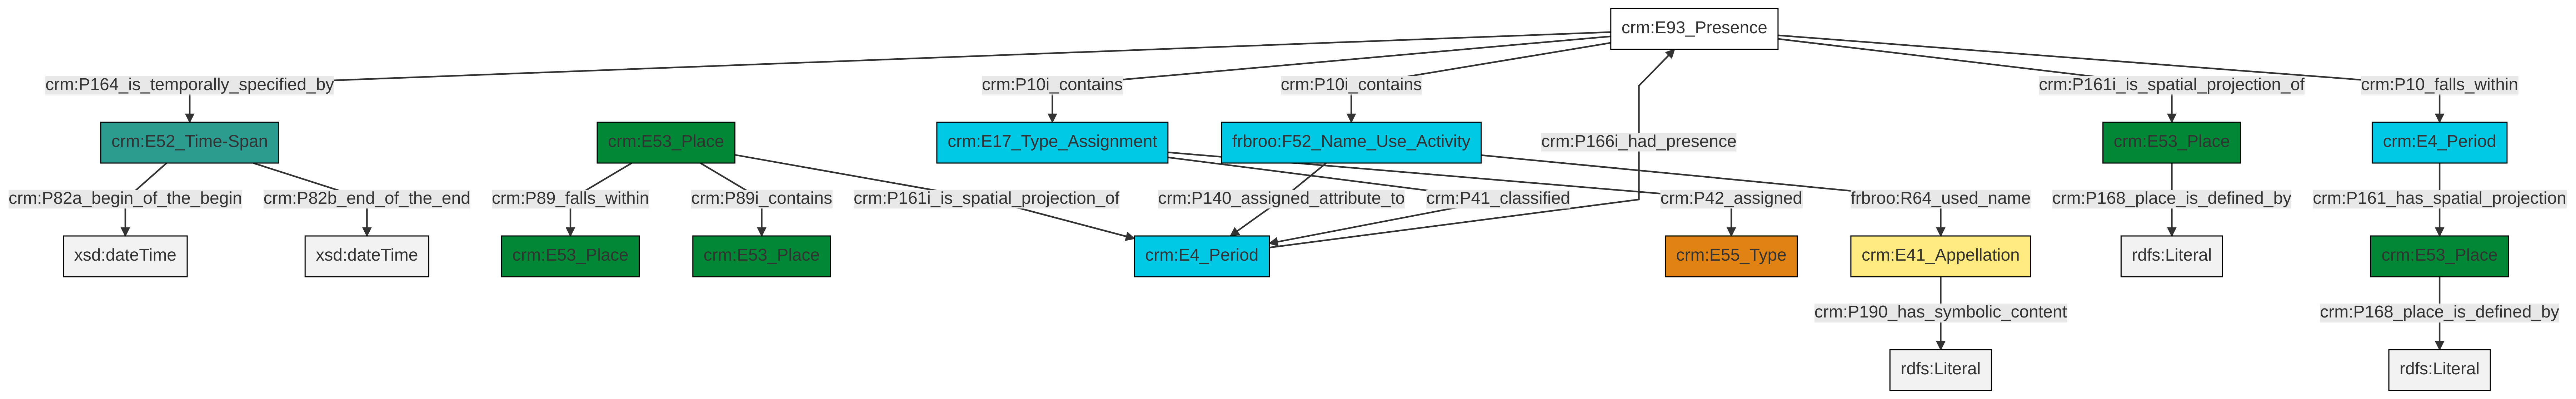 crm:E93_Presence
crm:P164_is_temporally_specified_by
crm:P10i_contains
crm:P10i_contains
crm:P161i_is_spatial_projection_of
crm:P10_falls_within
crm:E52_Time-Span
crm:E53_Place
crm:E17_Type_Assignment
frbroo:F52_Name_Use_Activity
crm:P166i_had_presence
crm:E53_Place
crm:E4_Period
crm:P82a_begin_of_the_begin
crm:P82b_end_of_the_end
crm:P89_falls_within
crm:P89i_contains
crm:P161i_is_spatial_projection_of
crm:P140_assigned_attribute_to
crm:P41_classified
crm:P42_assigned
frbroo:R64_used_name
crm:P168_place_is_defined_by
crm:P161_has_spatial_projection
xsd:dateTime
xsd:dateTime
crm:E53_Place
crm:E53_Place
crm:E4_Period
crm:E55_Type
crm:E41_Appellation
rdfs:Literal
crm:E53_Place
crm:P190_has_symbolic_content
crm:P168_place_is_defined_by
rdfs:Literal
rdfs:Literal